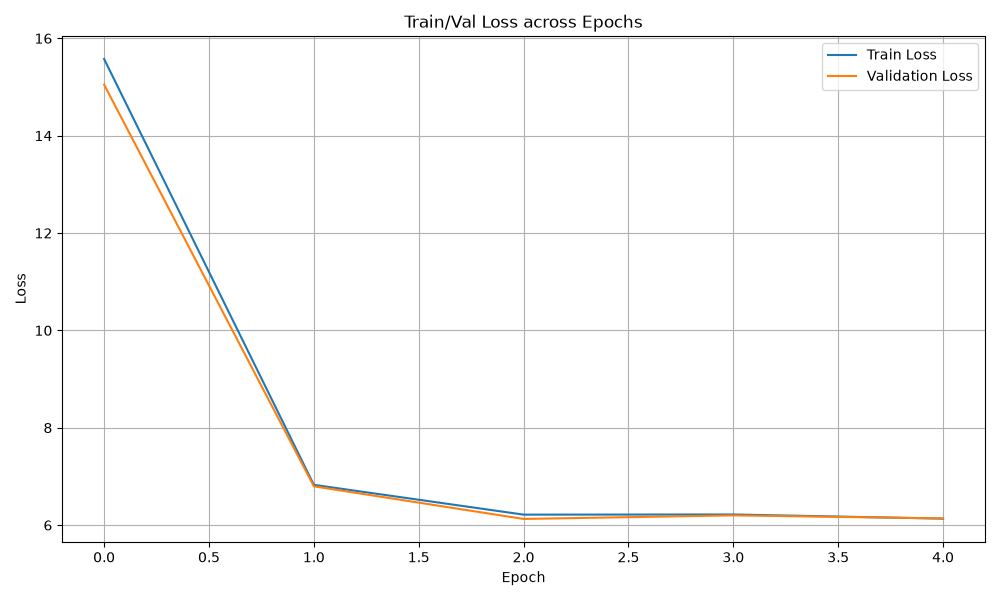 Train/Val Loss across Epochs
Train Loss
Validation Loss
16
14
12
10
8
6
Loss
0.0 0.5 1.0 1.5 2.0 2.5 3.0 3.5 4.0
Epoch